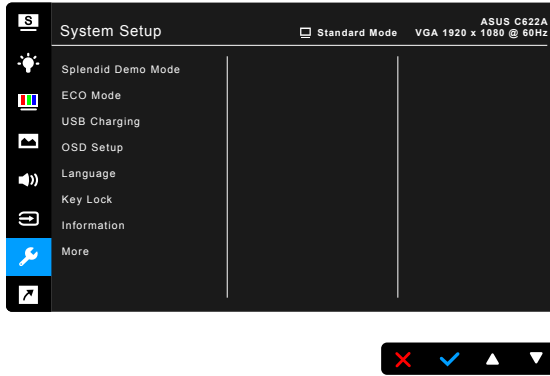 S
System Setup
Standard Mode
ASUS C622A
VGA 1920 x 1080 @ 60Hz
Splendid Demo Mode
ECO Mode
USB Charging
OSD Setup
Language
Key Lock
Information
More